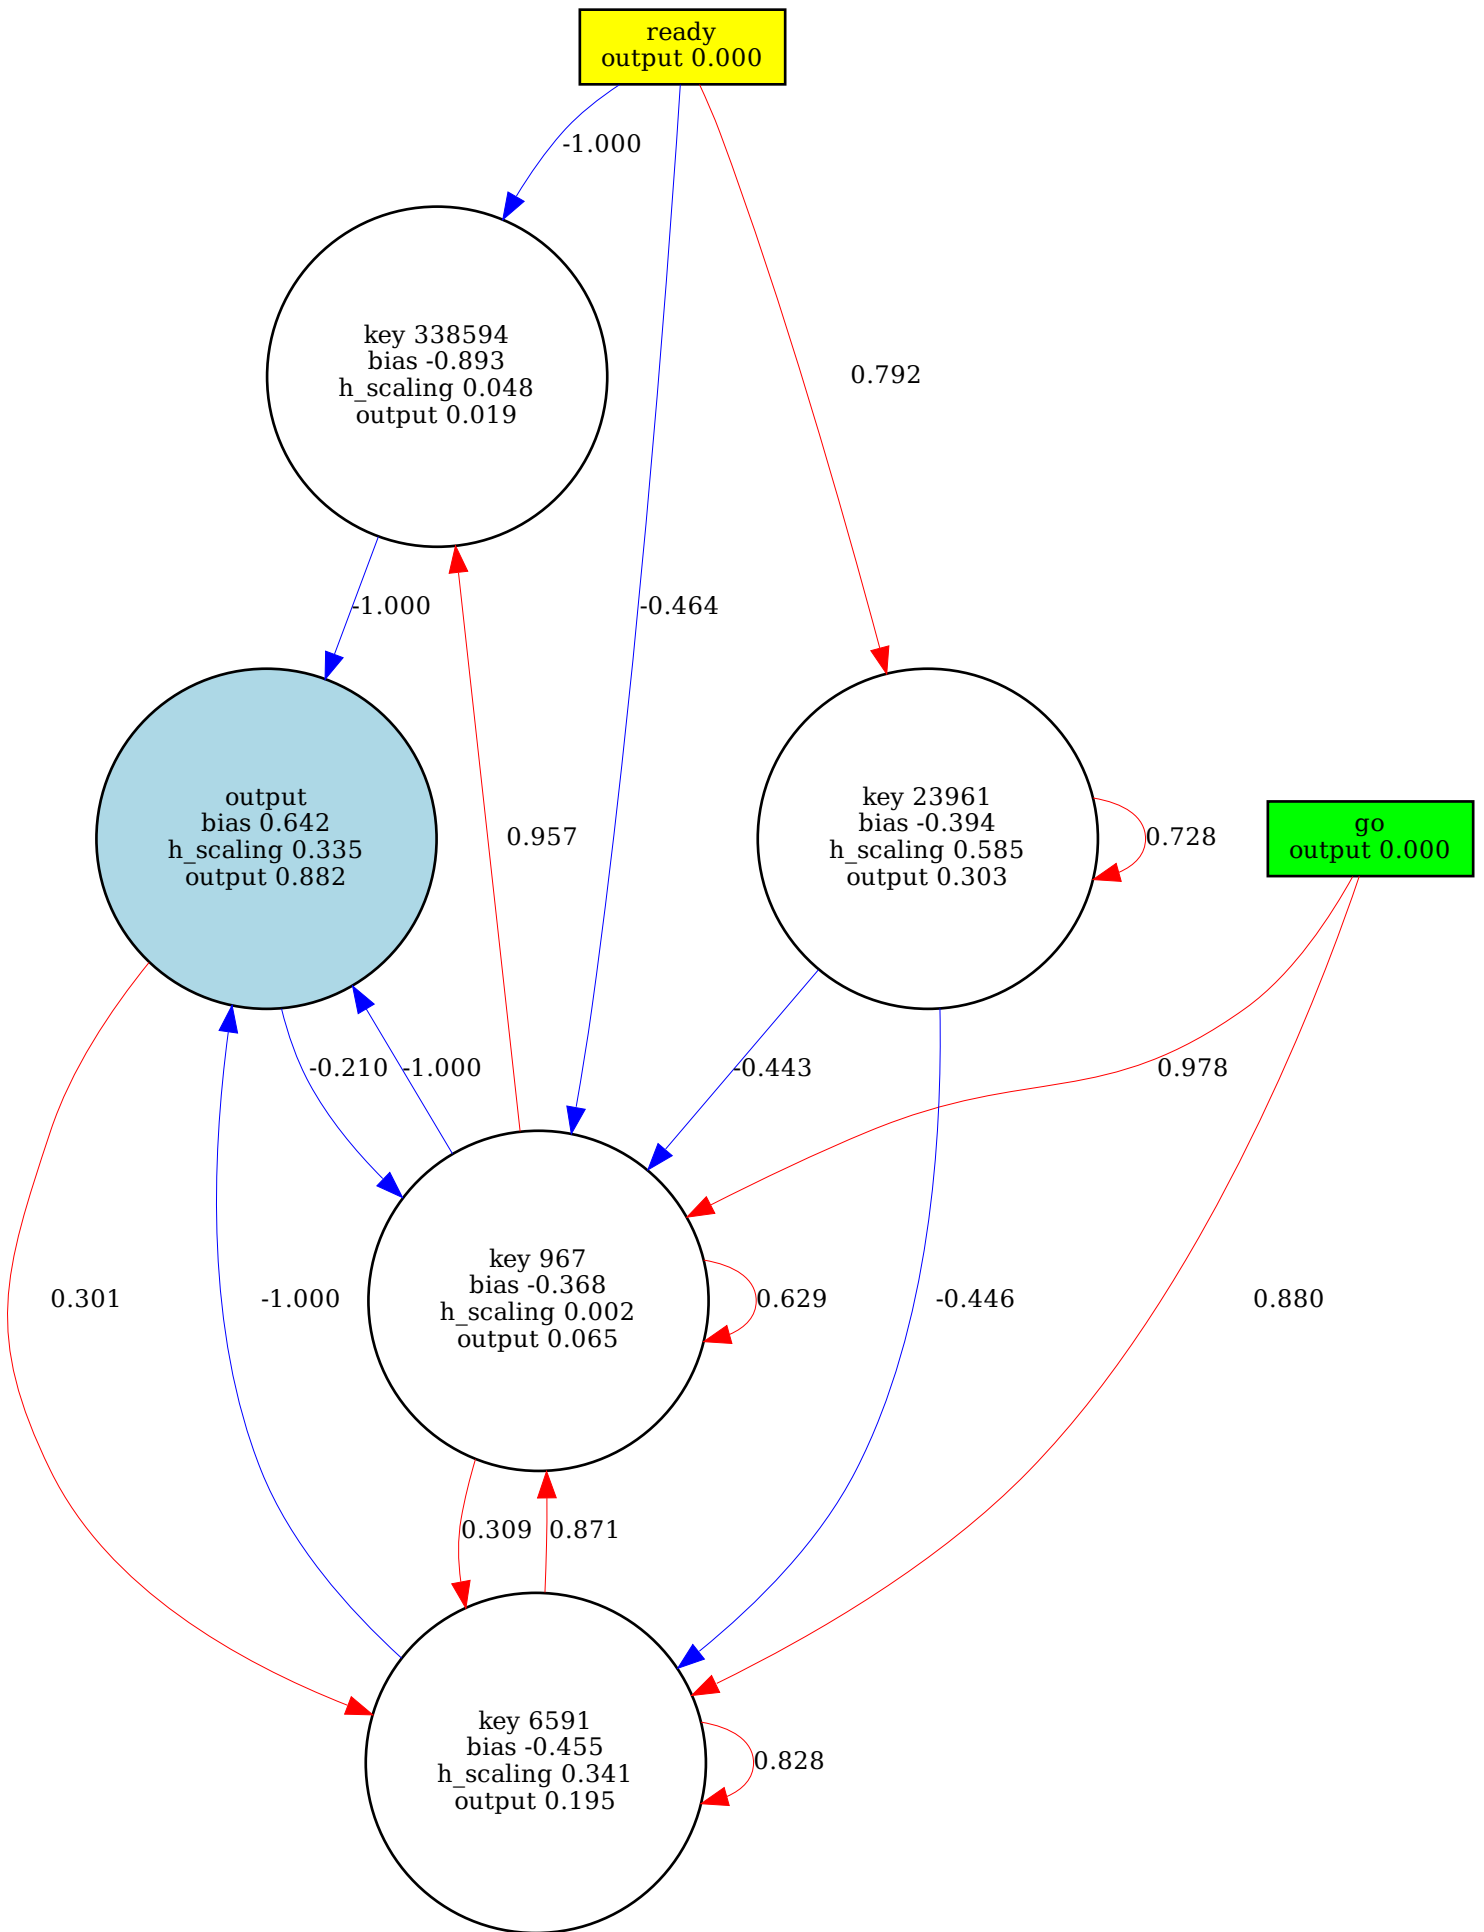 ready
output 0.000
-1.000
key 338594
bias -0.893
h_scaling 0.048
output 0.019
0.792
-1.000
-0.464
output
bias 0.642
h_scaling 0.335
output 0.882
0.957
key 23961
bias -0.394
h_scaling 0.585
output 0.303
0.728
go
output 0.000
-0.210
-1.000
-0.443
0.978
key 967
bias -0.368
h_scaling 0.002
output 0.065
0.301
-1.000
0.629
-0.446
0.880
0.309
0.871
key 6591
bias -0.455
h_scaling 0.341
output 0.195
0.828